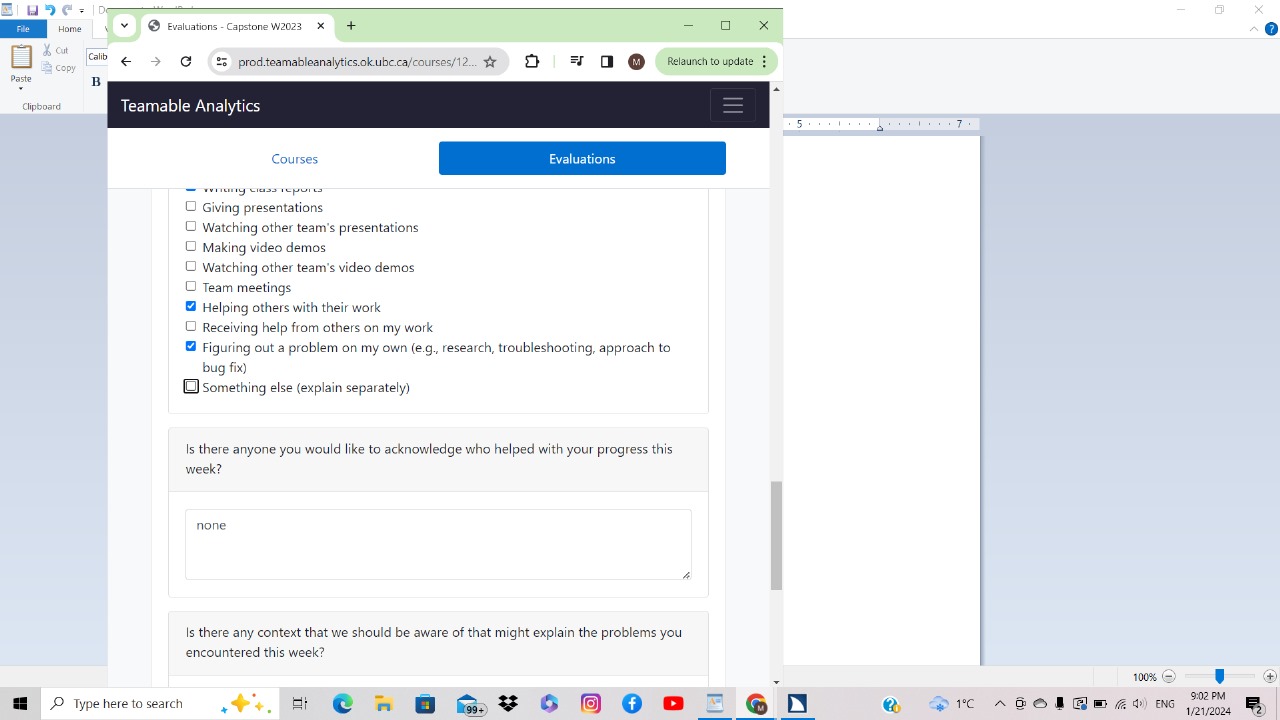 Evaluations - Capstone W2023
File
Home
Calib
Cut
Copy
Paste
B
Clipboard
prod.teamableanalytics.ok.ubc.ca/courses/12...
M
Relaunch to update
Teamable Analytics
5
7
Courses
Evaluations
Writing class reports
Giving presentations
Watching other team's presentations
Making video demos
Watching other team's video demos
Team meetings
Helping others with their work
Receiving help from others on my work
Figuring out a problem on my own (e.g., research, troubleshooting, approach to
bug fix)
Something else (explain separately)
Is there anyone you would like to acknowledge who helped with your progress this
week?
none
Is there any context that we should be aware of that might explain the problems you
encountered this week?
100%
Type here to search
99+
M
1°C
ENG
9:02 PM
1/21/2024
2